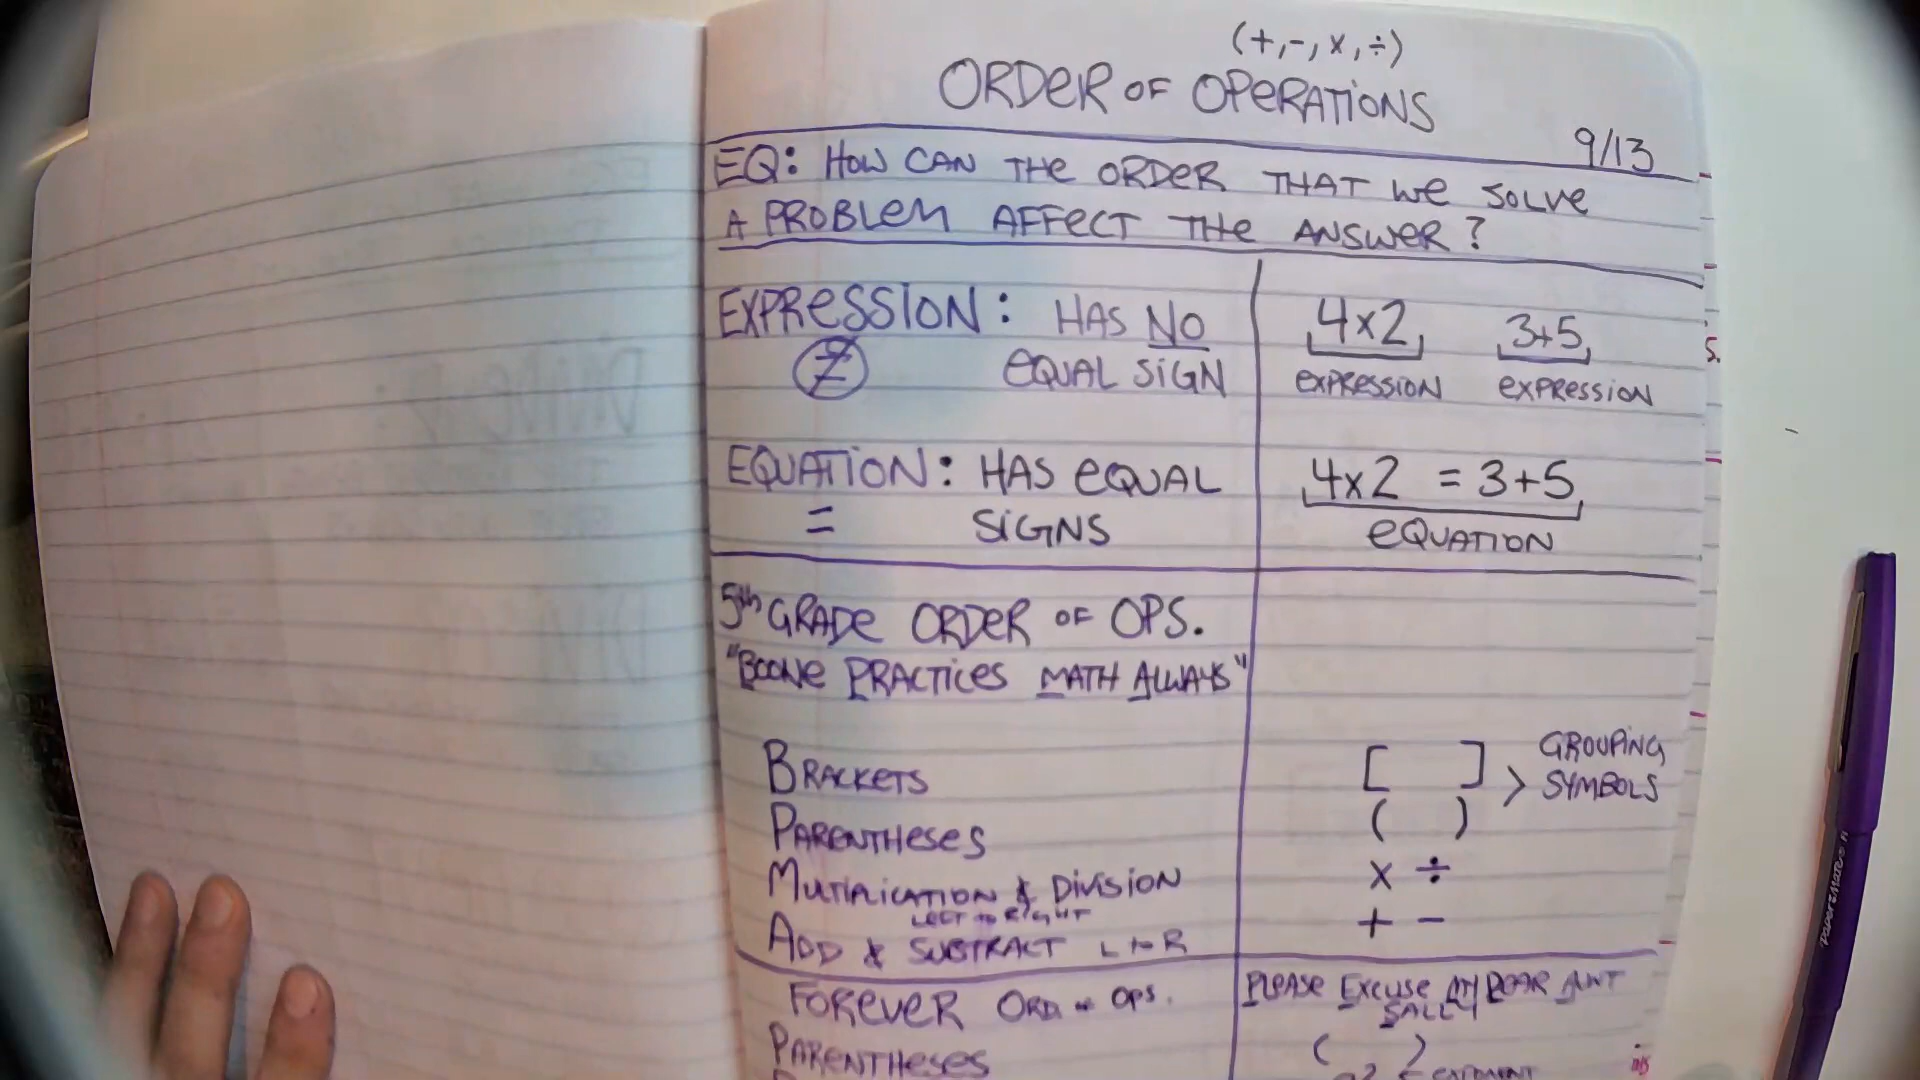 (+,-,x,÷)
ORDER OF OPERATIONS
9/13
EQ: HOW CAN THE ORDER THAT WE SOLVE
A PROBLEM AFFECT THE ANSWER?
EXPRESSION: HAS NO
≠ EQUAL SIGN
4x2 3+5
EXPRESSION EXPRESSION
EQUATION: HAS EQUAL
= SIGNS
4x2 = 3+5
EQUATION
5th GRADE ORDER OF OPS.
"BOONE PRACTICES MATH ALWAYS"
BRACKETS [ ] > GROUPING
SYMBOLS
PARENTHESES ( )
MULTIPLICATION & DIVISION x ÷
LEFT TO RIGHT
ADD & SUBTRACT L to R + -
FOREVER ORD. OPS.
PLEASE EXCUSE MY DEAR AUNT
SALLY
PARENTHESES ( )
EXPONENT
PAPER MATE